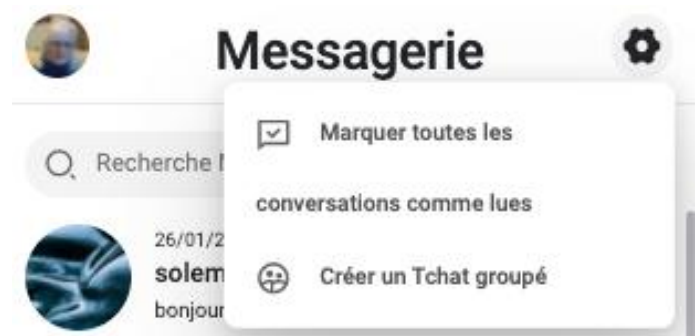 Messagerie
Marquer toutes les
Recherche
conversations comme lues
26/01/2
solem
Créer un Tchat groupé
bonjour